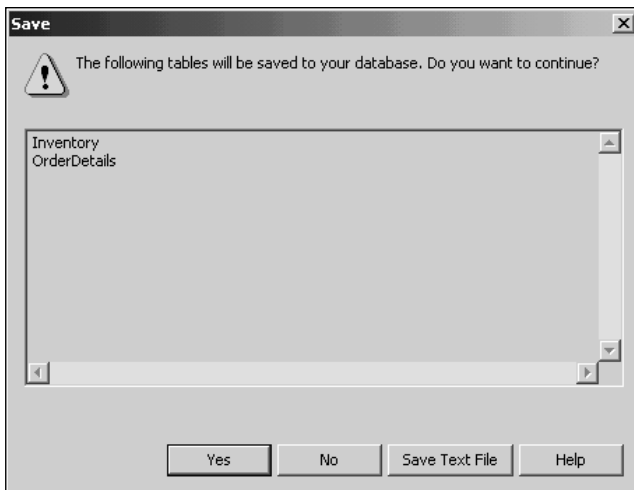 Save
The following tables will be saved to your database. Do you want to continue?
Inventory
OrderDetails
Yes
No
Save Text File
Help